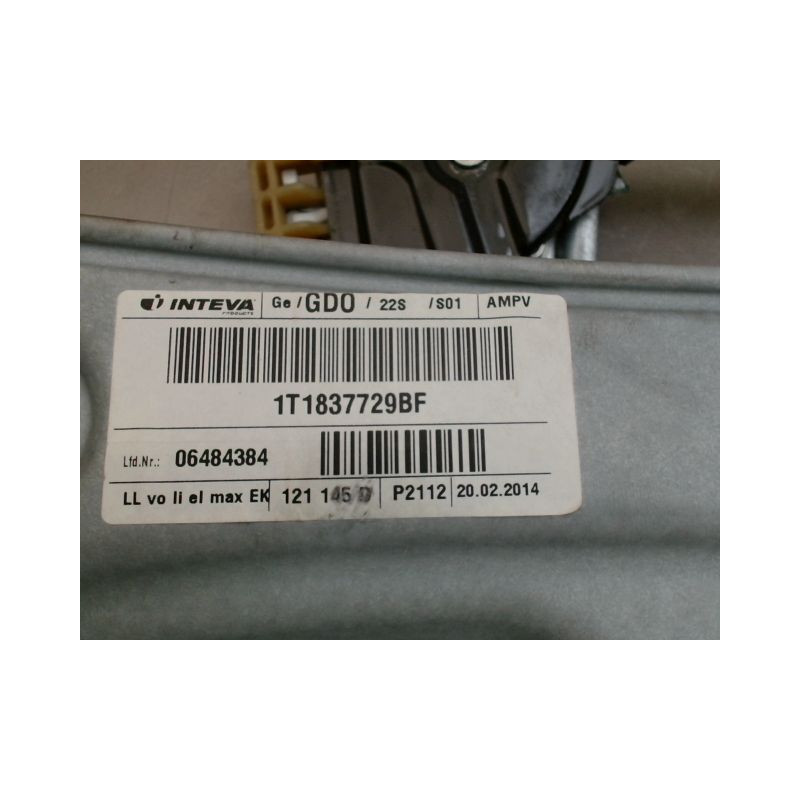 INTEVA PRODUCTS Ge / GDO / 22S / S01 AMPV
1T1837729BF
Lfd.Nr.: 06484384
LL vo li el max EK 121 145 P2112 20.02.2014